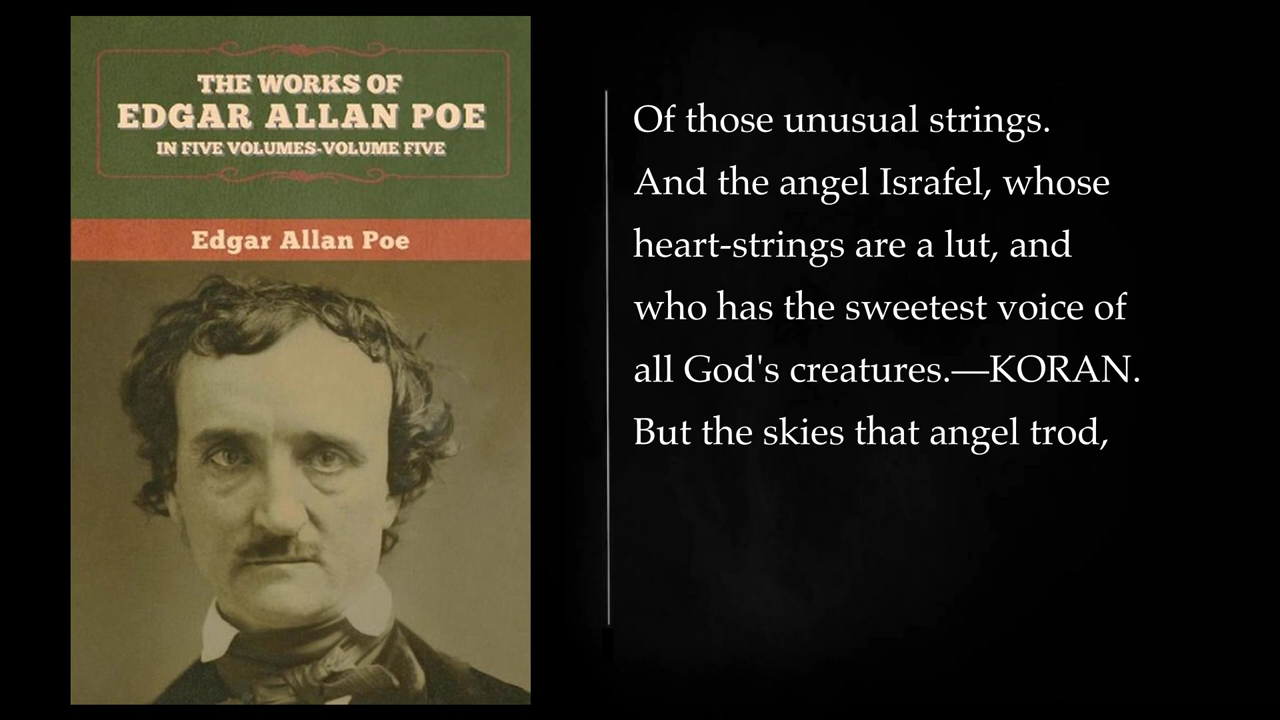 THE WORKS OF
EDGAR ALLAN POE
IN FIVE VOLUMES-VOLUME FIVE
Edgar Allan Poe
Of those unusual strings.
And the angel Israfel, whose
heart-strings are a lut, and
who has the sweetest voice of
all God's creatures.—KORAN.
But the skies that angel trod,